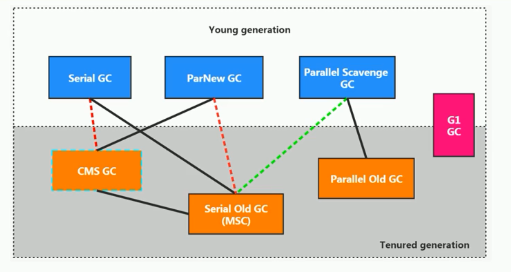 Young generation
Serial GC
ParNew GC
Parallel Scavenge
GC
G1
GC
CMS GC
Serial Old GC
(MSC)
Parallel Old GC
Tenured generation